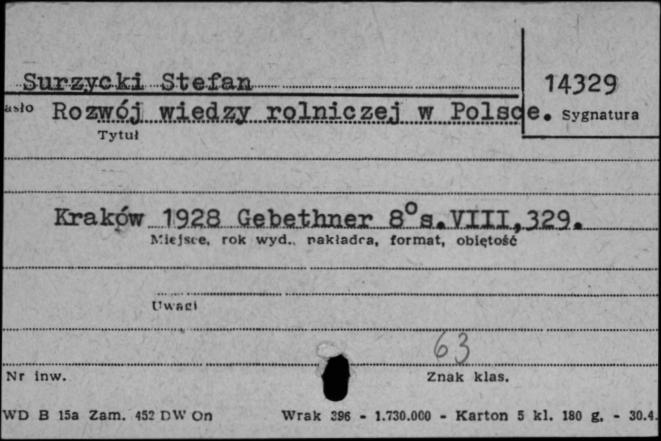 Surzycki Stefan
14329
asło Rozwój wiedzy rolniczej w Polsce. Sygnatura
Tytuł
Kraków 1928 Gebethner 8° s.VIII,329.
Miejsce, rok wyd., nakładca, format, objętość
Uwagi
63
Nr inw. Znak klas.
WD B 15a Zam. 452 DW On Wrak 396 - 1.730.000 - Karton 5 kl. 180 g. - 30.4.